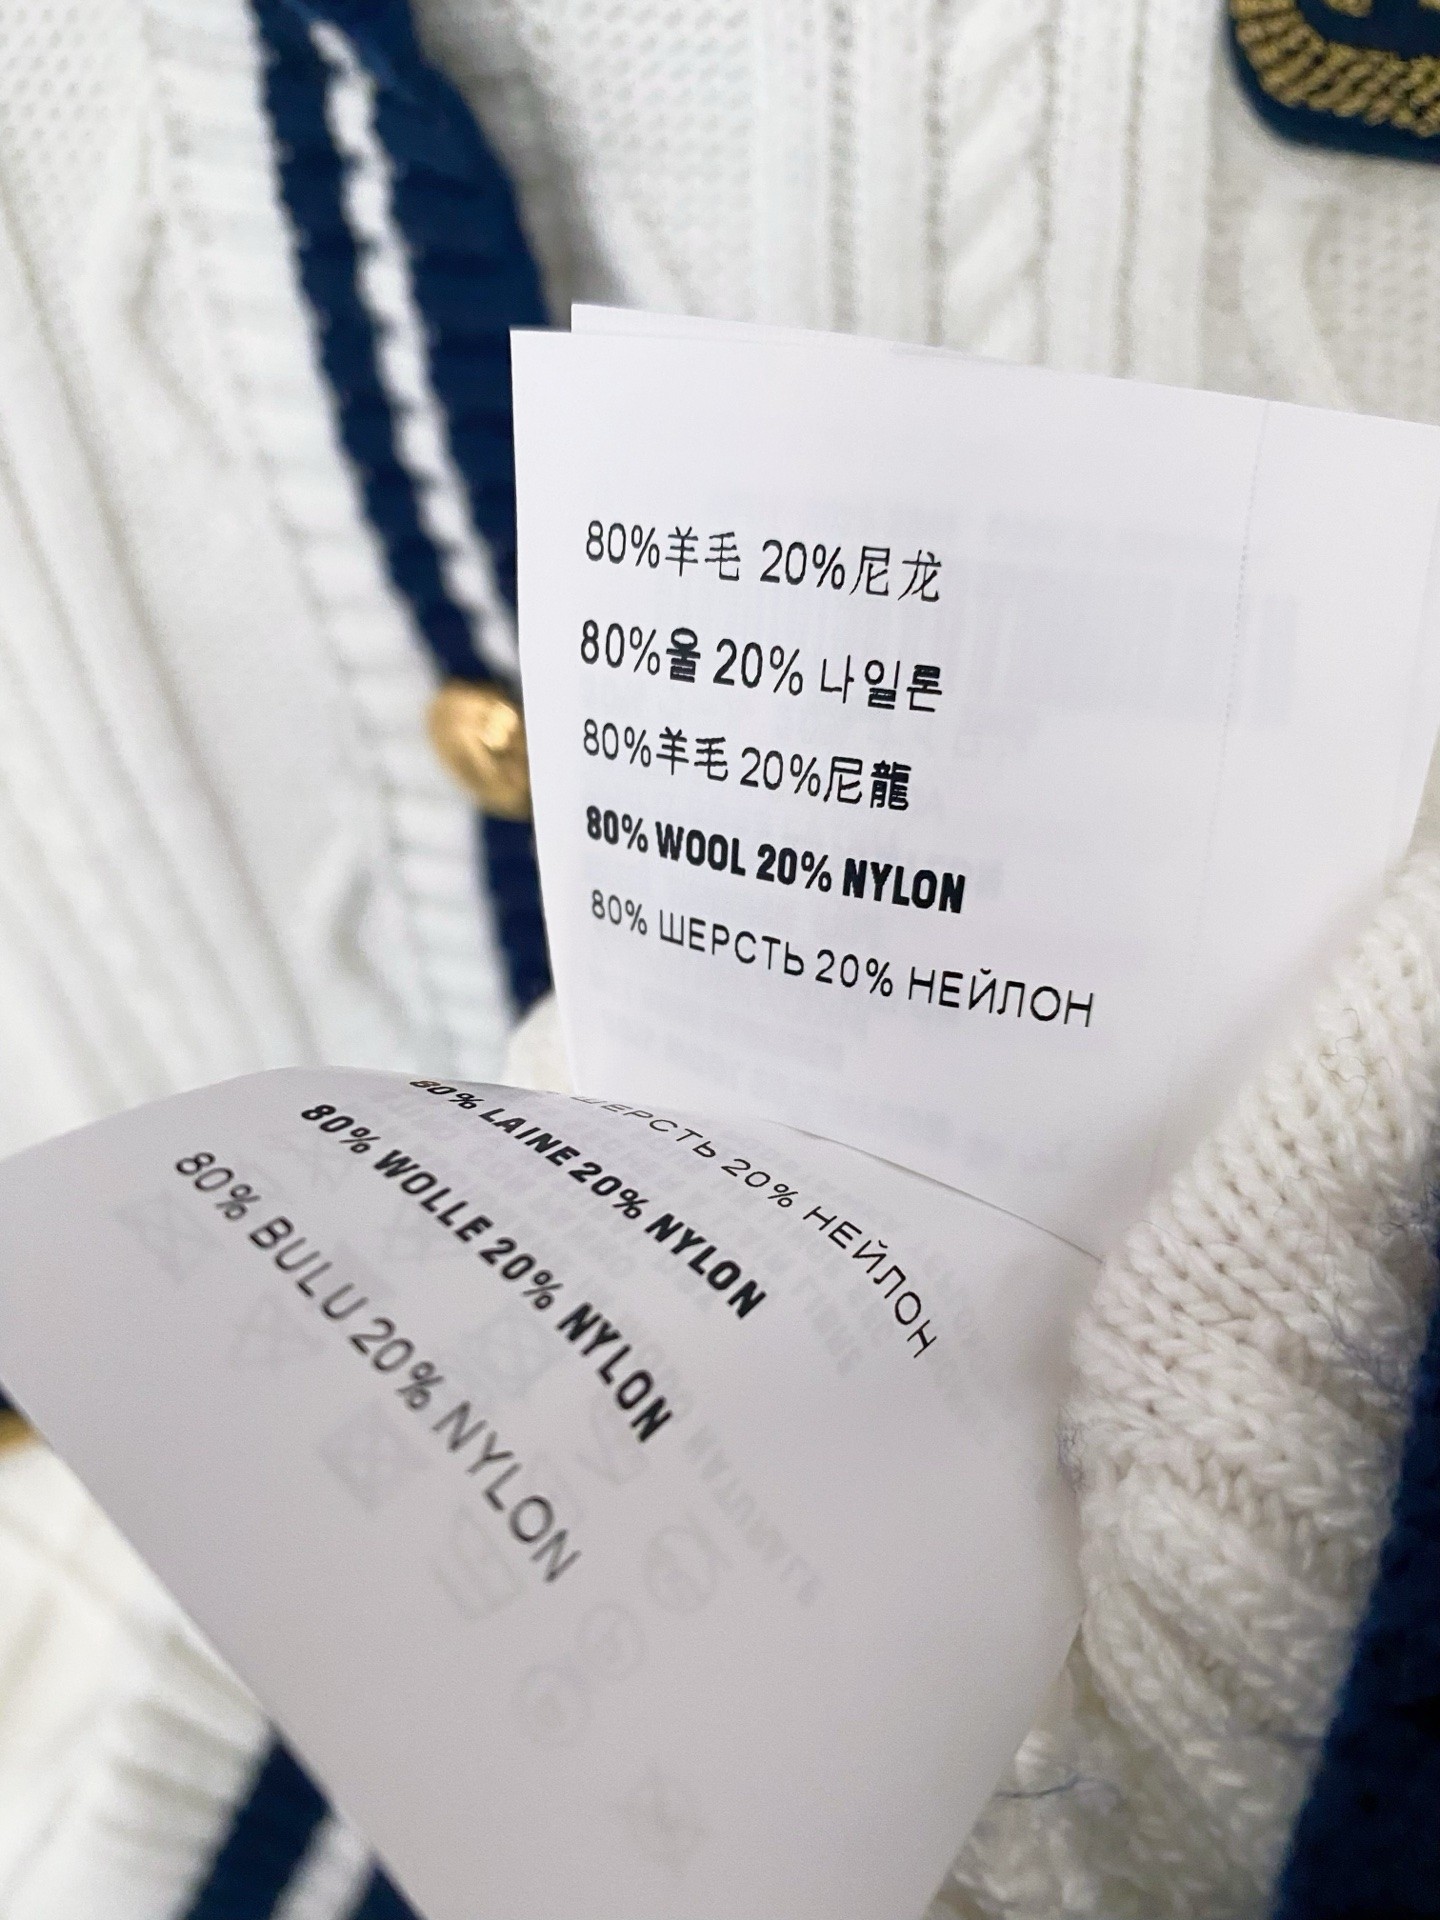 80%羊毛 20%尼龙
80%울 20% 나일론
80%羊毛 20%尼龍
80% WOOL 20% NYLON
80% ШЕРСТЬ 20% НЕЙЛОН
ШЕРСТЬ 20% НЕЙЛОН
80% LAINE 20% NYLON
80% WOLLE 20% NYLON
80% BULU 20% NYLON